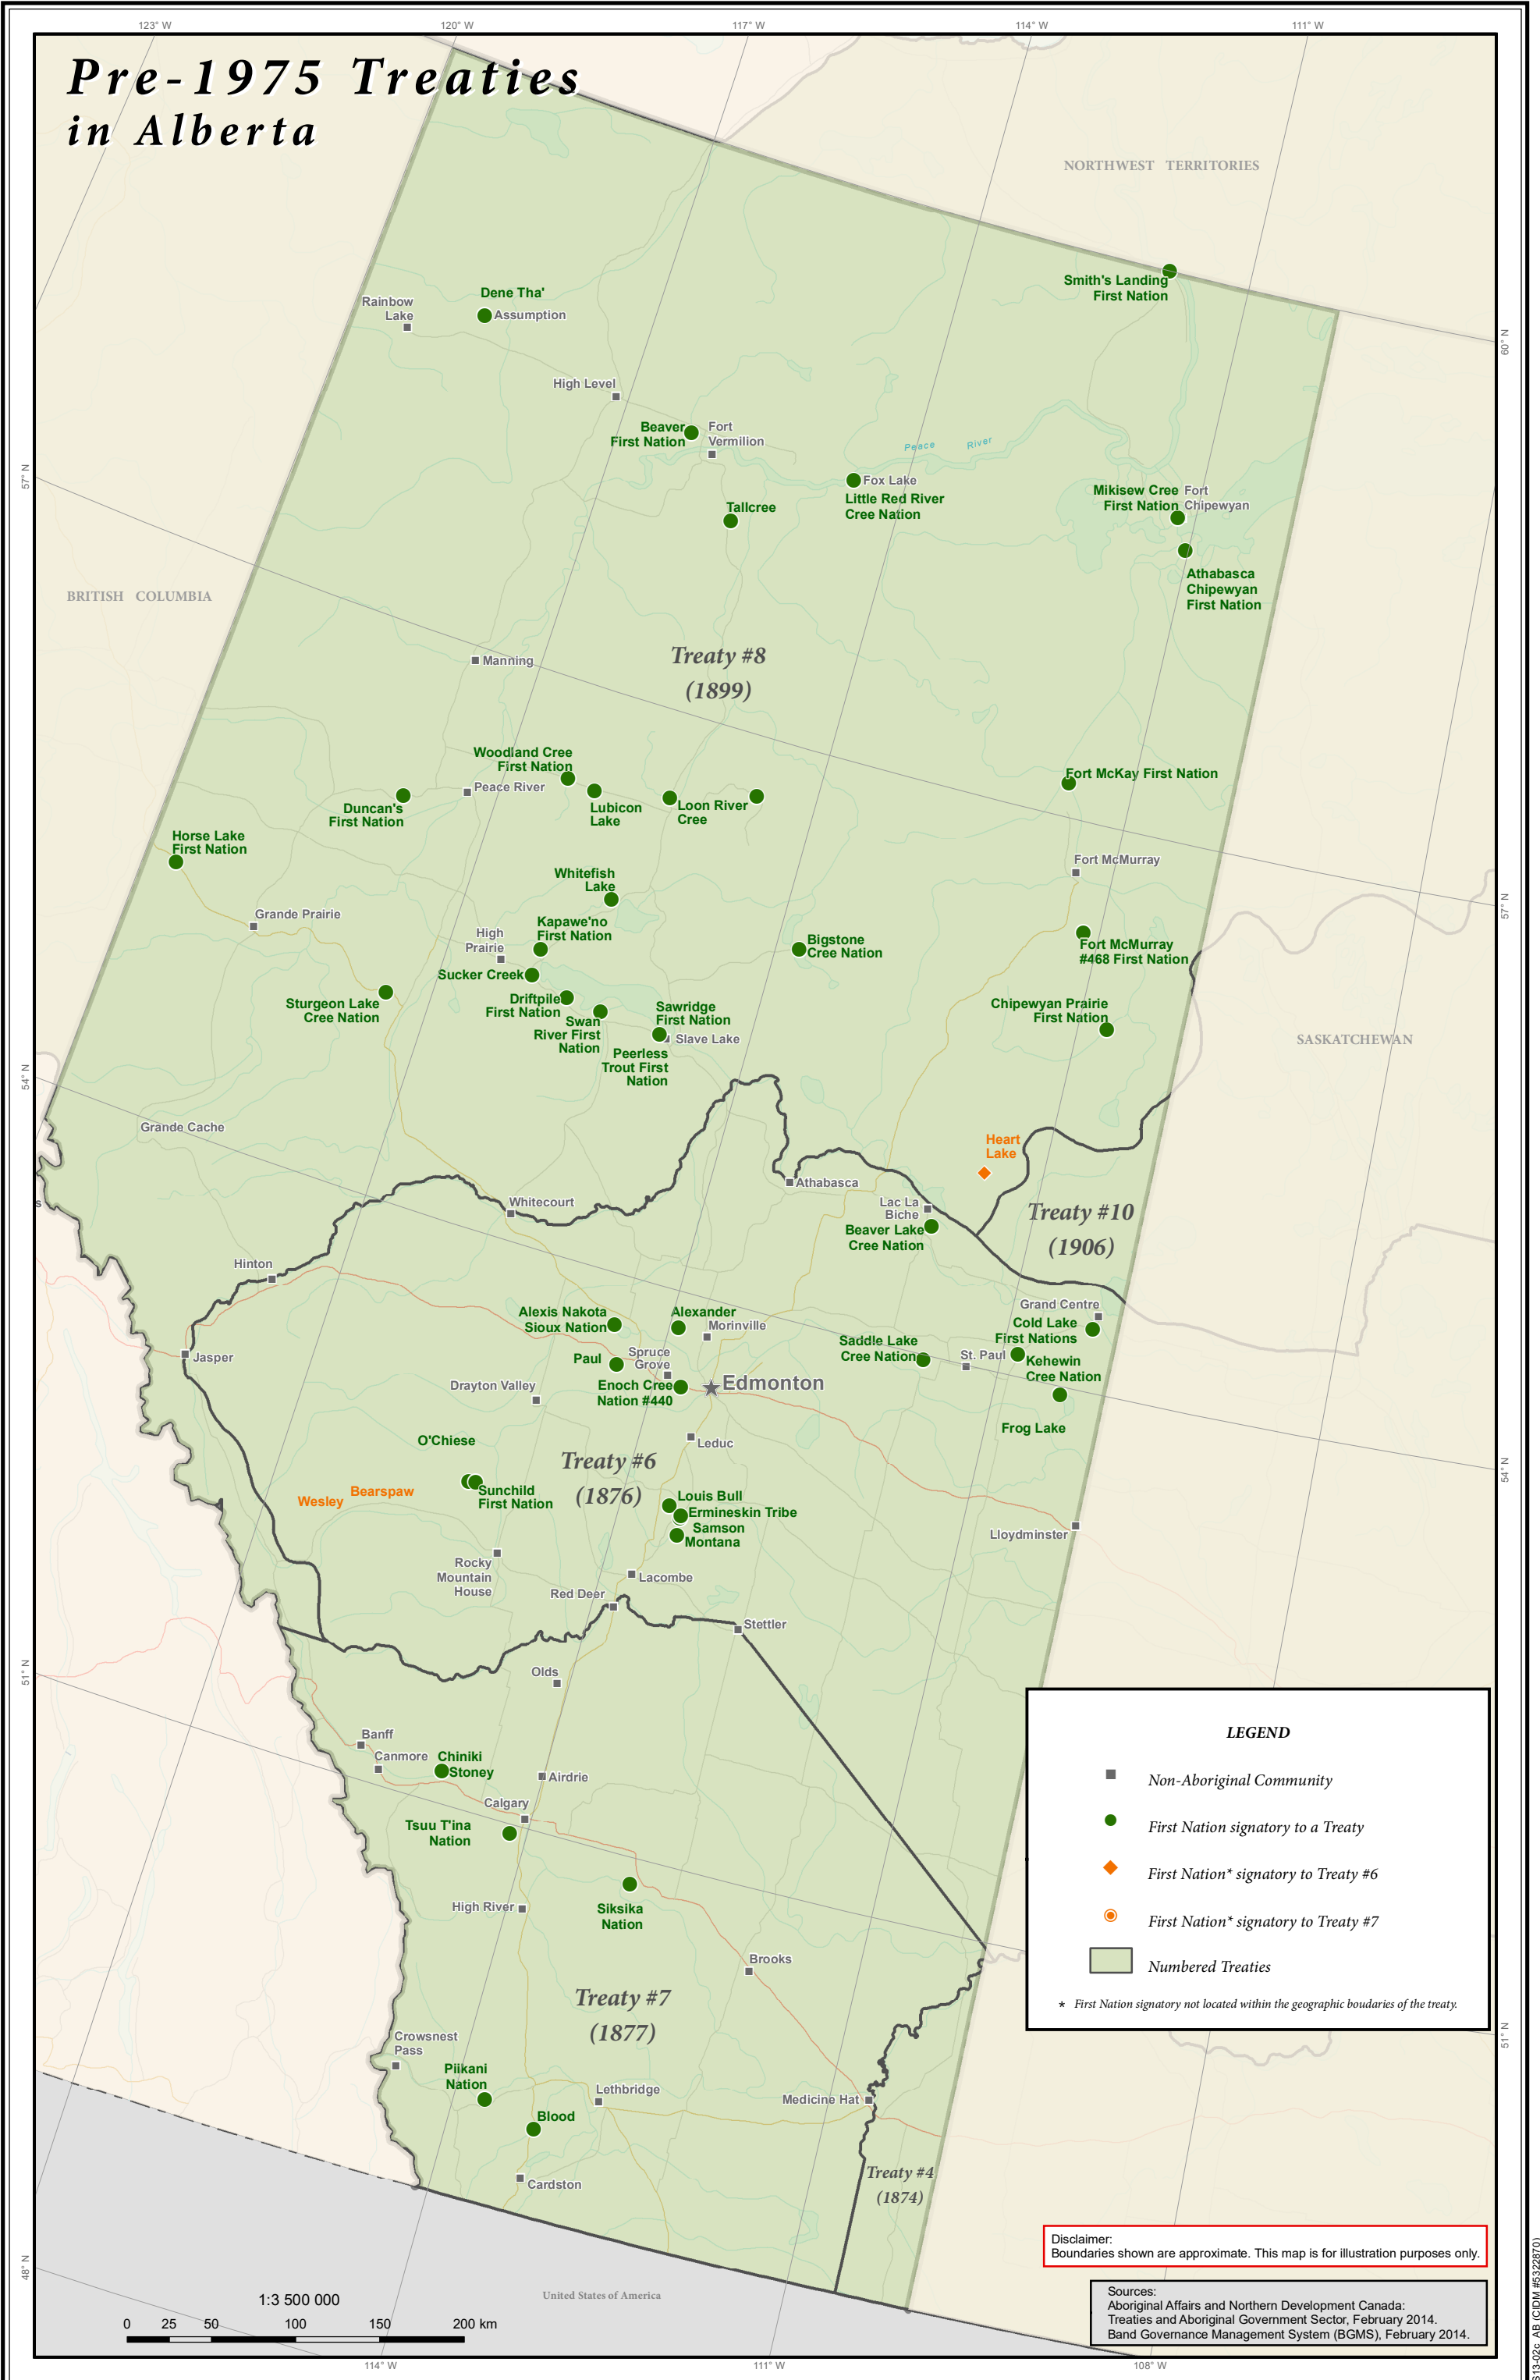 123° W
120° W
117° W
114° W
111° W
Pre-1975 Treaties
in Alberta
NORTHWEST TERRITORIES
60° N
Smith's Landing
First Nation
Dene Tha'
Assumption
Rainbow
Lake
High Level
Beaver
First Nation
Fort
Vermilion
Peace River
57° N
Fox Lake
Little Red River
Cree Nation
Tallcree
Mikisew Cree
First Nation
Fort
Chipewyan
Athabasca
Chipewyan
First Nation
BRITISH COLUMBIA
Treaty #8
(1899)
Manning
Woodland Cree
First Nation
Peace River
Duncan's
First Nation
Lubicon
Lake
Loon River
Cree
Fort McKay First Nation
Horse Lake
First Nation
Fort McMurray
Whitefish
Lake
Grande Prairie
57° N
Kapawe'no
First Nation
High
Prairie
Bigstone
Cree Nation
Fort McMurray
#468 First Nation
Sucker Creek
Sturgeon Lake
Cree Nation
Driftpile
First Nation
Swan
River First
Nation
Sawridge
First Nation
Slave Lake
Chipewyan Prairie
First Nation
SASKATCHEWAN
Peerless
Trout First
Nation
54° N
Grande Cache
Heart
Lake
Athabasca
s
Whitecourt
Lac La
Biche
Beaver Lake
Cree Nation
Treaty #10
(1906)
Hinton
Grand Centre
Alexis Nakota
Sioux Nation
Alexander
Morinville
Cold Lake
First Nations
Jasper
Paul
Spruce
Grove
Saddle Lake
Cree Nation
St. Paul
Kehewin
Cree Nation
Drayton Valley
Enoch Cree
Nation #440
Edmonton
Frog Lake
O'Chiese
Leduc
54° N
Treaty #6
(1876)
Sunchild
First Nation
Bearspaw
Wesley
Louis Bull
Ermineskin Tribe
Samson
Montana
Lloydminster
Rocky
Mountain
House
Lacombe
Red Deer
Stettler
51° N
Olds
Banff
Canmore
Chiniki
Stoney
Airdrie
Calgary
Tsuu T'ina
Nation
High River
Siksika
Nation
Brooks
Treaty #7
(1877)
Crowsnest
Pass
Piikani
Nation
Lethbridge
Medicine Hat
Blood
Cardston
Treaty #4
(1874)
LEGEND
Non-Aboriginal Community
First Nation signatory to a Treaty
First Nation* signatory to Treaty #6
First Nation* signatory to Treaty #7
Numbered Treaties
* First Nation signatory not located within the geographic boudaries of the treaty.
51° N
Disclaimer:
Boundaries shown are approximate. This map is for illustration purposes only.
48° N
United States of America
1:3 500 000
0 25 50 100 150 200 km
Sources:
Aboriginal Affairs and Northern Development Canada:
Treaties and Aboriginal Government Sector, February 2014.
Band Governance Management System (BGMS), February 2014.
114° W
111° W
108° W
AB (CIDM #5322870)